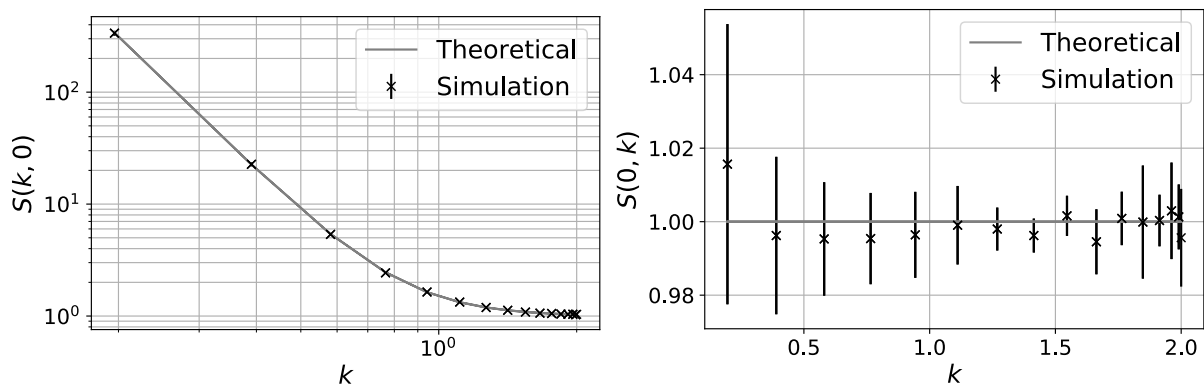 S(k, 0)
10²
10¹
10⁰
Theoretical
Simulation
10⁰
k
S(0, k)
1.04
1.02
1.00
0.98
Theoretical
Simulation
0.5
1.0
1.5
2.0
k